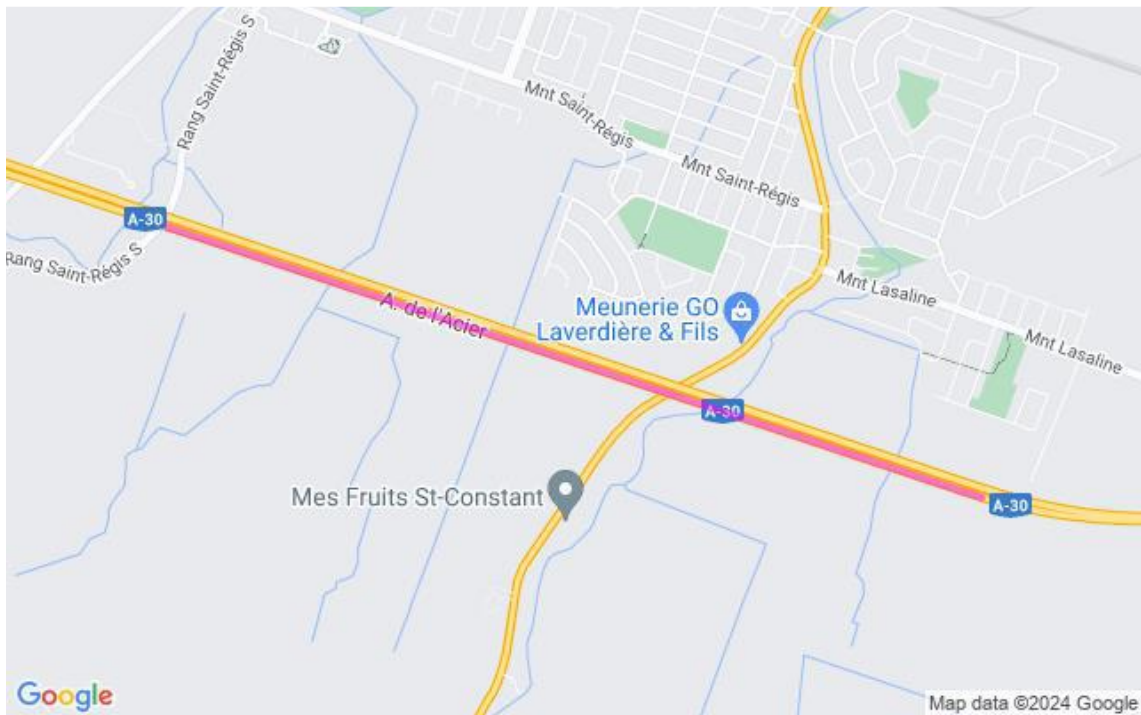 Rang Saint-Régis S
Mnt Saint-Régis
Mnt Saint-Régis
A-30
Rang Saint-Régis S
Mnt Lasaline
Meunerie GO
Laverdière & Fils
A. de l'Acier
Mnt Lasaline
A-30
Mes Fruits St-Constant
A-30
Google
Map data ©2024 Google